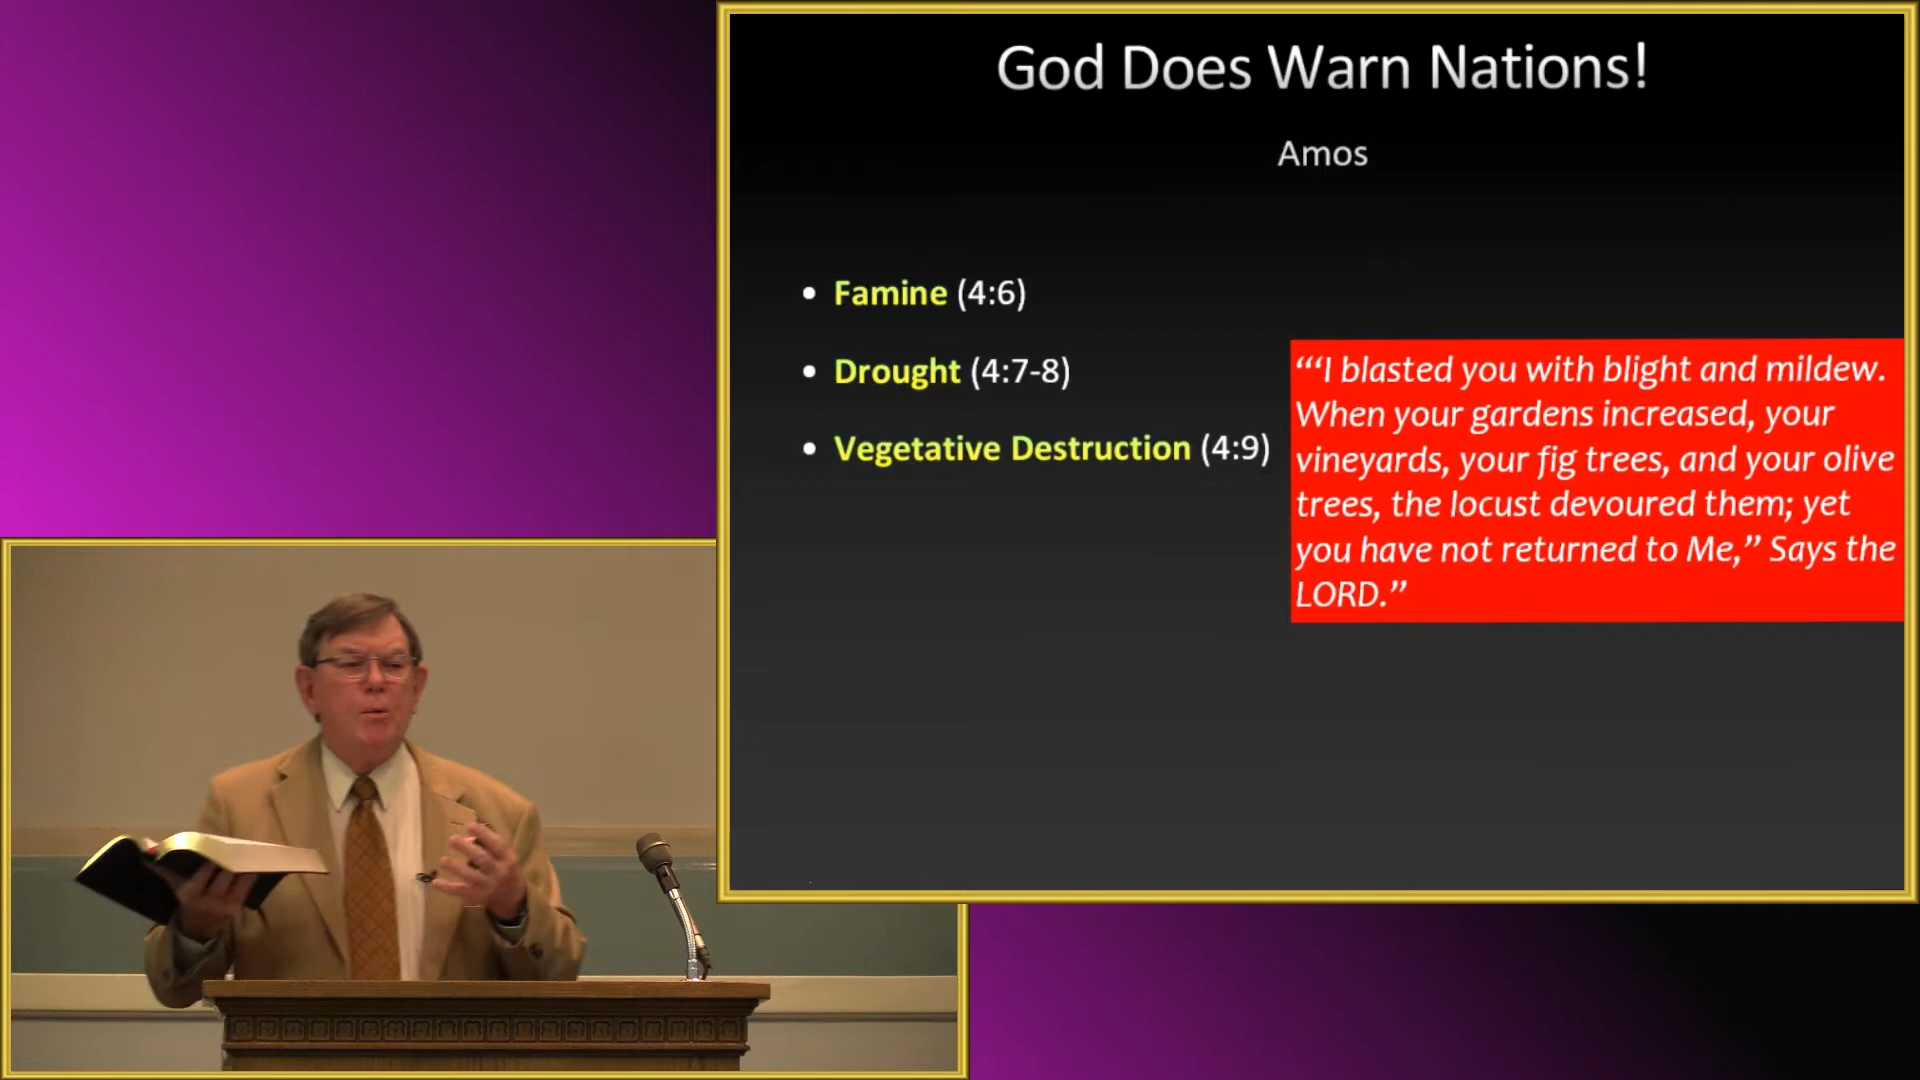 God Does Warn Nations!
Amos
• Famine (4:6)
• Drought (4:7-8)
• Vegetative Destruction (4:9)
“‘I blasted you with blight and mildew.
When your gardens increased, your
vineyards, your fig trees, and your olive
trees, the locust devoured them; yet
you have not returned to Me,” Says the
LORD.”